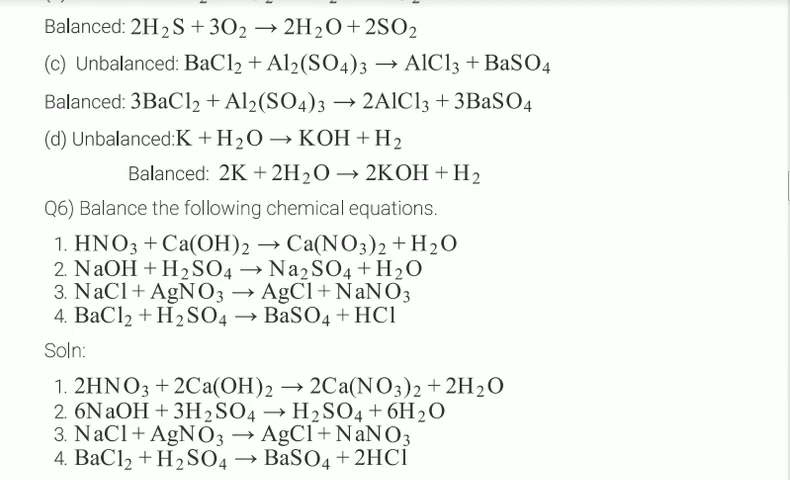 Balanced: 2H₂S + 3O₂ → 2H₂O + 2SO₂
(c) Unbalanced: BaCl₂ + Al₂(SO₄)₃ → AlCl₃ + BaSO₄
Balanced: 3BaCl₂ + Al₂(SO₄)₃ → 2AlCl₃ + 3BaSO₄
(d) Unbalanced:K + H₂O → KOH + H₂
Balanced: 2K + 2H₂O → 2KOH + H₂
Q6) Balance the following chemical equations.
1. HNO₃ + Ca(OH)₂ → Ca(NO₃)₂ + H₂O
2. NaOH + H₂SO₄ → Na₂SO₄ + H₂O
3. NaCl + AgNO₃ → AgCl + NaNO₃
4. BaCl₂ + H₂SO₄ → BaSO₄ + HCl
Soln:
1. 2HNO₃ + 2Ca(OH)₂ → 2Ca(NO₃)₂ + 2H₂O
2. 6NaOH + 3H₂SO₄ → H₂SO₄ + 6H₂O
3. NaCl + AgNO₃ → AgCl + NaNO₃
4. BaCl₂ + H₂SO₄ → BaSO₄ + 2HCl